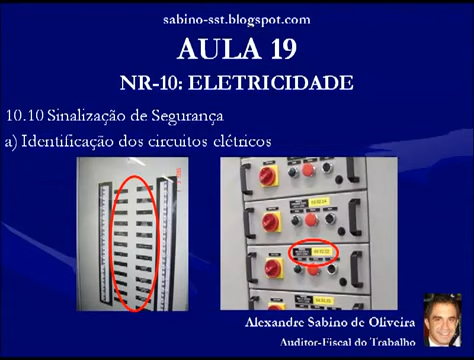 sabino-sst.blogspot.com
AULA 19
NR-10: ELETRICIDADE
10.10 Sinalização de Segurança
a) Identificação dos circuitos elétricos
Alexandre Sabino de Oliveira
Auditor-Fiscal do Trabalho